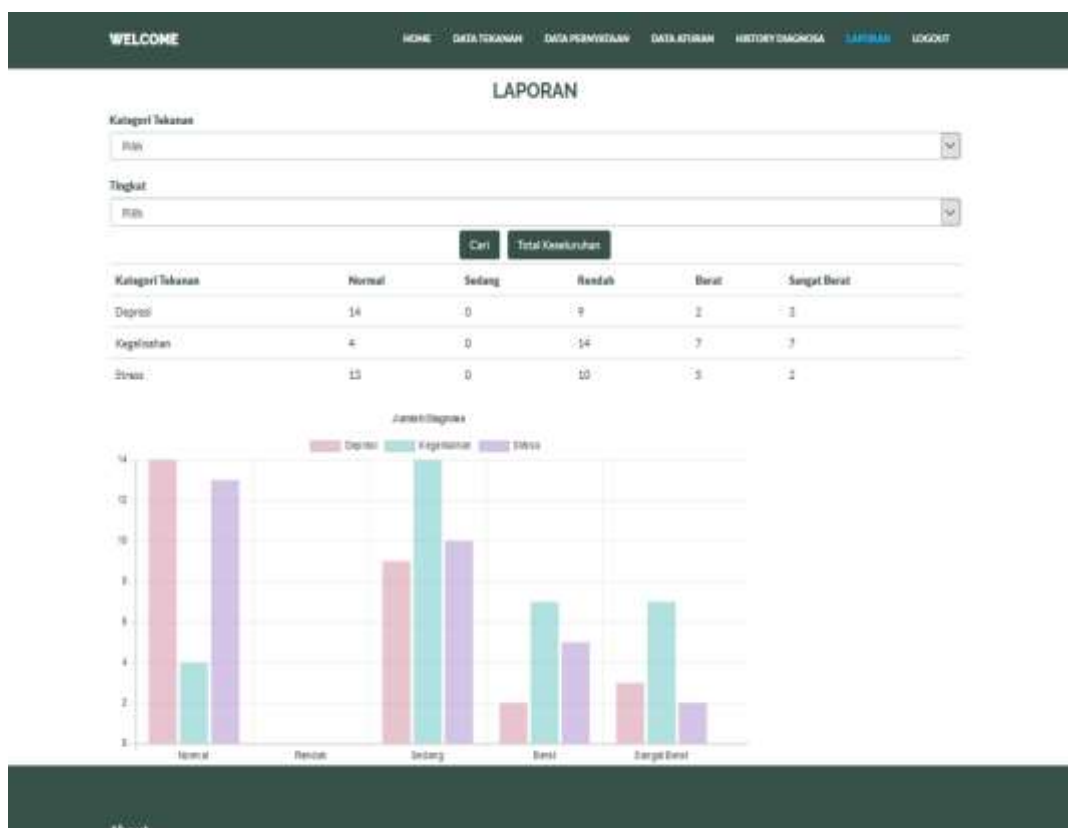 WELCOME HOME DATA TEKANAN DATA PERNYATAAN DATA ATURAN HISTORY DIAGNOSA LAPORAN LOGOUT
LAPORAN
Kategori Tekanan
Pilih
Tingkat
Pilih
Cari Total Keseluruhan
Kategori Tekanan Normal Sedang Rendah Berat Sangat Berat
Depresi 14 0 9 2 3
Kegelisahan 4 0 14 7 7
Stress 13 0 10 5 2
Jumlah Diagnosa
Depresi Kegelisahan Stress
14
12
10
8
6
4
2
0
Normal Rendah Sedang Berat Sangat Berat